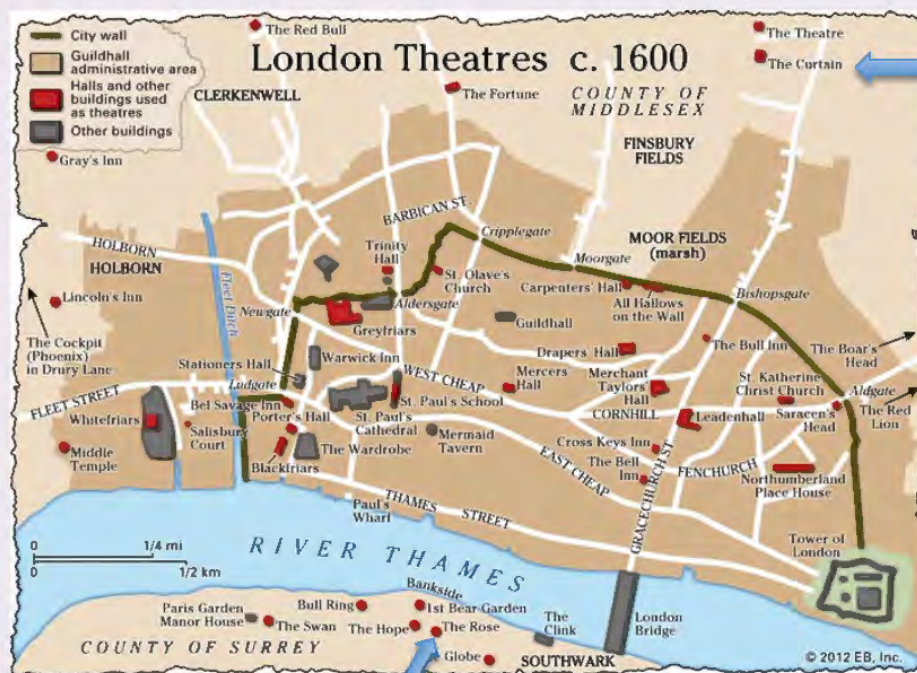 London Theatres c. 1600
City wall
Guildhall
administrative area
Halls and other
buildings used
as theatres
Other buildings
The Red Bull
CLERKENWELL
The Fortune
COUNTY OF
MIDDLESEX
The Theatre
The Curtain
FINSBURY
FIELDS
Gray's Inn
BARBICAN ST.
Cripplegate
Moorgate
MOOR FIELDS
(marsh)
HOLBORN
HOLBORN
Fleet Ditch
Trinity
Hall
St. Olave's
Church
Carpenters' Hall
All Hallows
on the Wall
Bishopsgate
Lincoln's Inn
Newgate
Aldersgate
Greyfriars
Guildhall
The Cockpit
(Phoenix)
in Drury Lane
Stationers Hall
Warwick Inn
Drapers' Hall
The Bull Inn
The Boar's
Head
Ludgate
WEST CHEAP
Mercers'
Hall
Merchant
Taylors'
Hall
St. Katherine
Christ Church
Aldgate
FLEET STREET
Bel Savage Inn
St. Paul's School
CORNHILL
Leadenhall
Saracen's
Head
The Red
Lion
Whitefriars
Salisbury
Court
Porter's Hall
St. Paul's
Cathedral
Mermaid
Tavern
Cross Keys Inn
Middle
Temple
Blackfriars
The Wardrobe
EAST CHEAP
The Bell
Inn
FENCHURCH
Northumberland
Place House
GRACECHURCH ST.
Paul's
Wharf
THAMES STREET
Tower of
London
0 1/4 mi
0 1/2 km
RIVER THAMES
Bankside
Paris Garden
Manor House
The Swan
Bull Ring
1st Bear Garden
The Hope
The Rose
The
Clink
London
Bridge
COUNTY OF SURREY
Globe
SOUTHWARK
© 2012 EB, Inc.